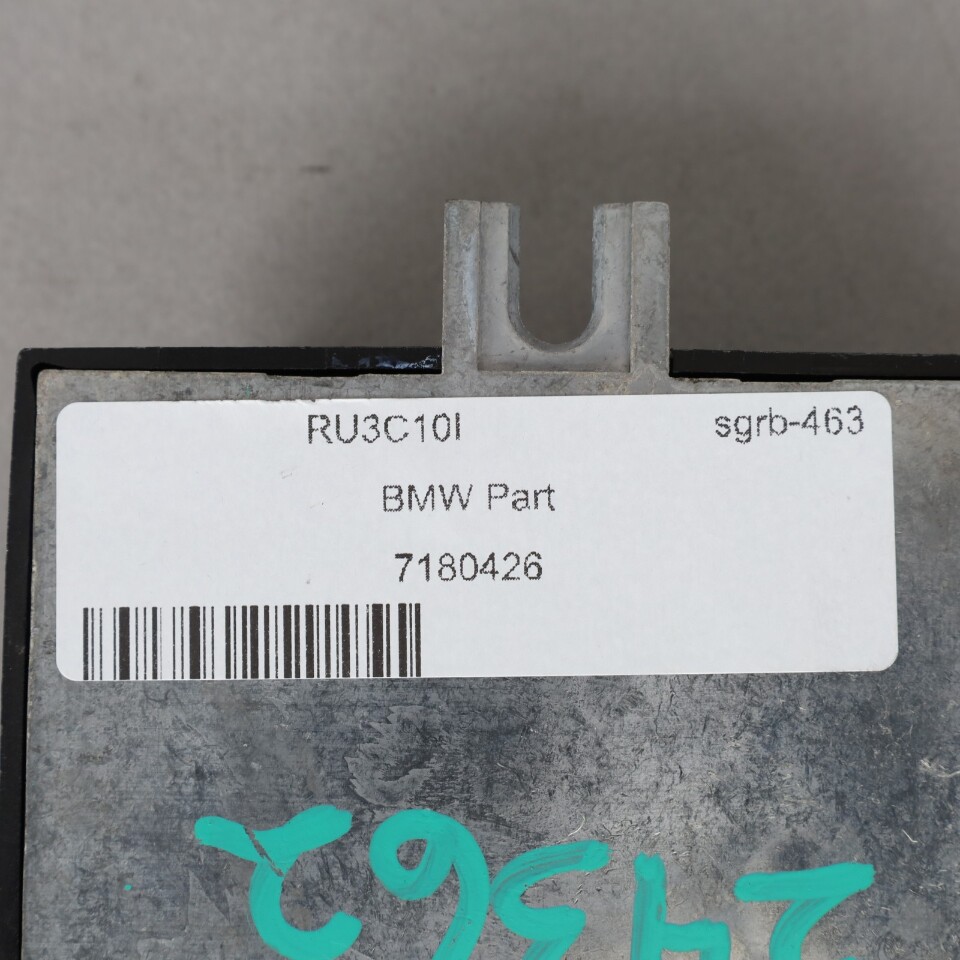 RU3C10I sgrb-463
BMW Part
7180426